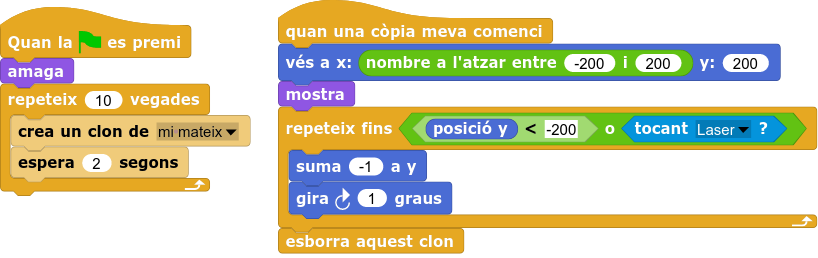 Quan la es premi
amaga
repeteix 10 vegades
crea un clon de mi mateix
espera 2 segons
quan una còpia meva comenci
vés a x: nombre a l'atzar entre -200 i 200 y: 200
mostra
repeteix fins posició y < -200 o tocant Laser ?
suma -1 a y
gira 1 graus
esborra aquest clon